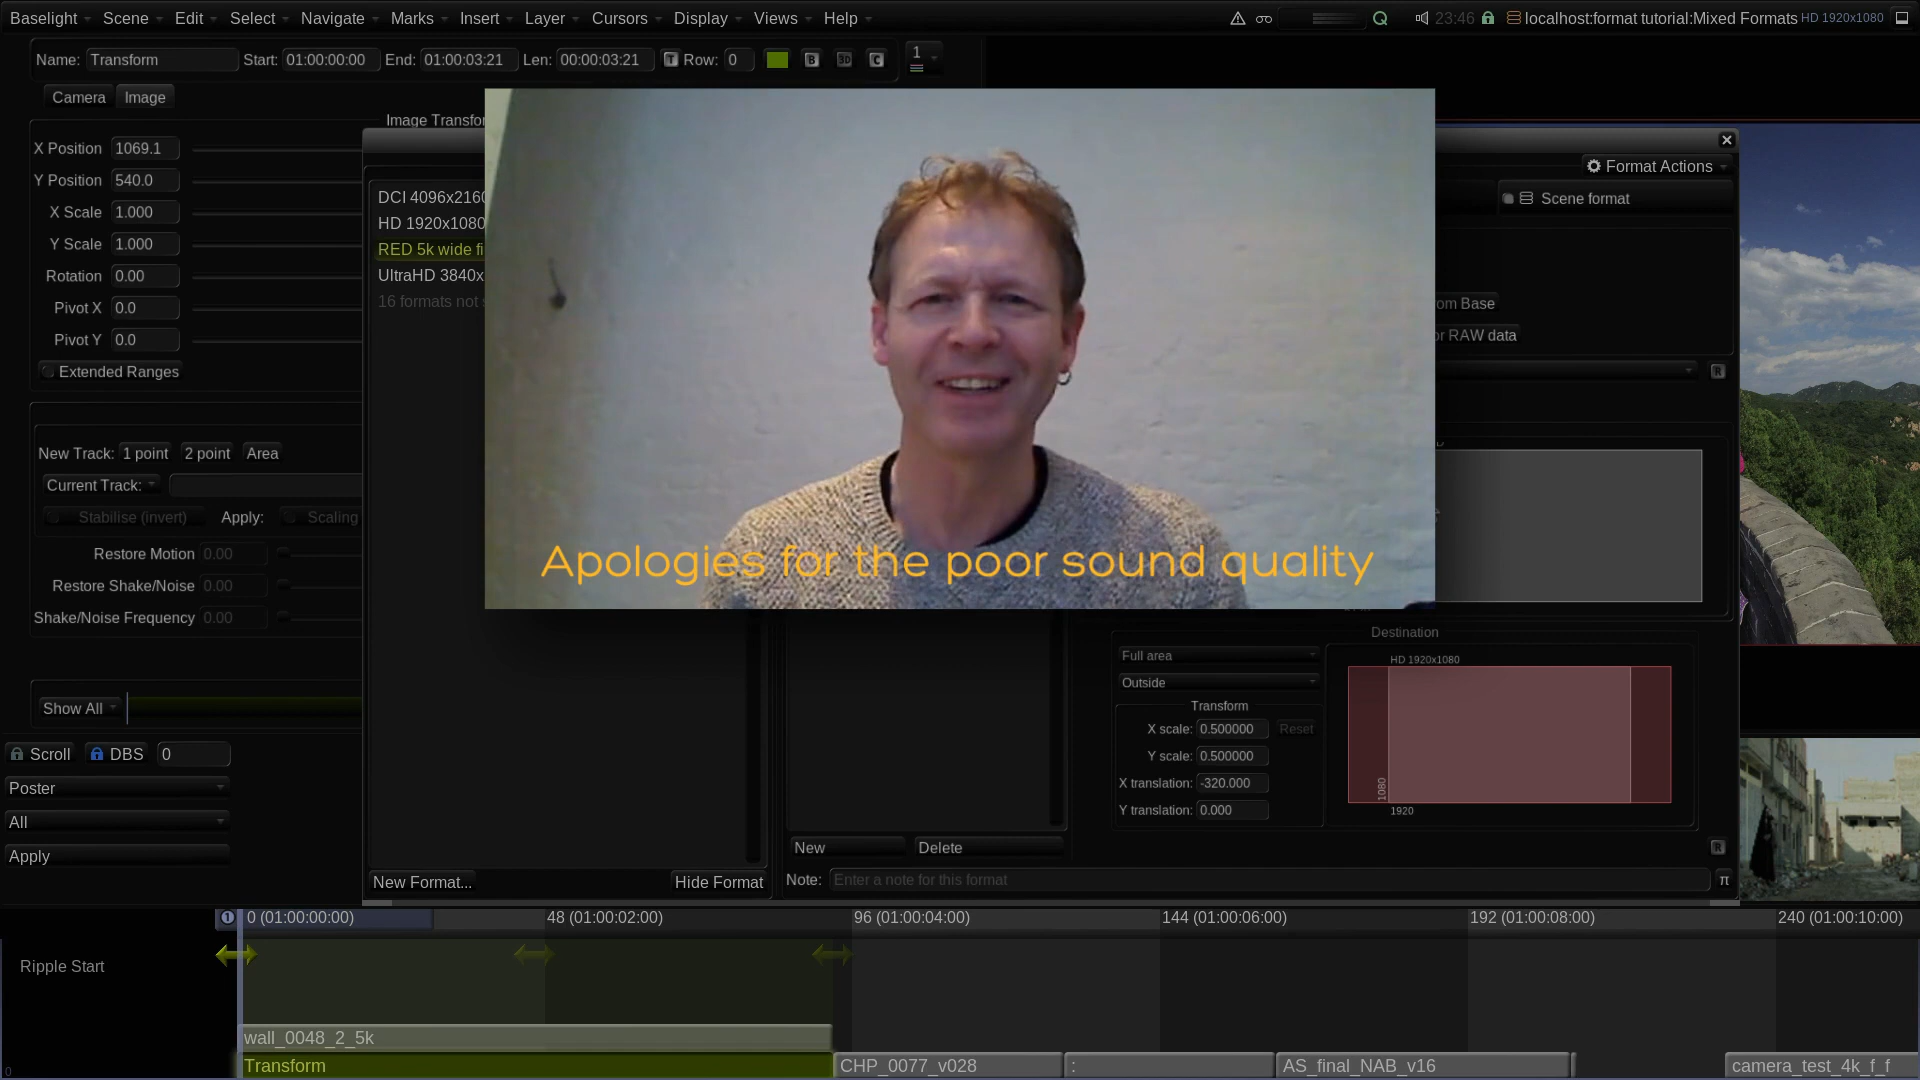 Baselight Scene Edit Select Navigate Marks Insert Layer Cursors Display Views Help 23:46 localhost:format tutorial:Mixed Formats HD 1920x1080
Name: Transform Start: 01:00:00:00 End: 01:00:03:21 Len: 00:00:03:21 T Row: 0 B 3D C 1
Camera Image
Image Transfor
X Position 1069.1
Y Position 540.0
X Scale 1.000
Y Scale 1.000
Rotation 0.00
Pivot X 0.0
Pivot Y 0.0
Extended Ranges
New Track: 1 point 2 point Area
Current Track:
Stabilise (invert) Apply: Scaling
Restore Motion 0.00
Restore Shake/Noise 0.00
Shake/Noise Frequency 0.00
Show All
Scroll DBS 0
Poster
All
Apply
DCI 4096x2160
HD 1920x1080
RED 5k wide fi
UltraHD 3840x
16 formats not s
New Format... Hide Format
Apologies for the poor sound quality
Format Actions
Scene format
om Base
or RAW data
R
Destination
Full area
Outside
Transform
X scale: 0.500000 Reset
Y scale: 0.500000
X translation: -320.000
Y translation: 0.000
HD 1920x1080
1080
1920
New Delete R
Note: Enter a note for this format π
1 0 (01:00:00:00) 48 (01:00:02:00) 96 (01:00:04:00) 144 (01:00:06:00) 192 (01:00:08:00) 240 (01:00:10:00)
Ripple Start
wall_0048_2_5k
0 Transform CHP_0077_v028 : AS_final_NAB_v16 camera_test_4k_f_f